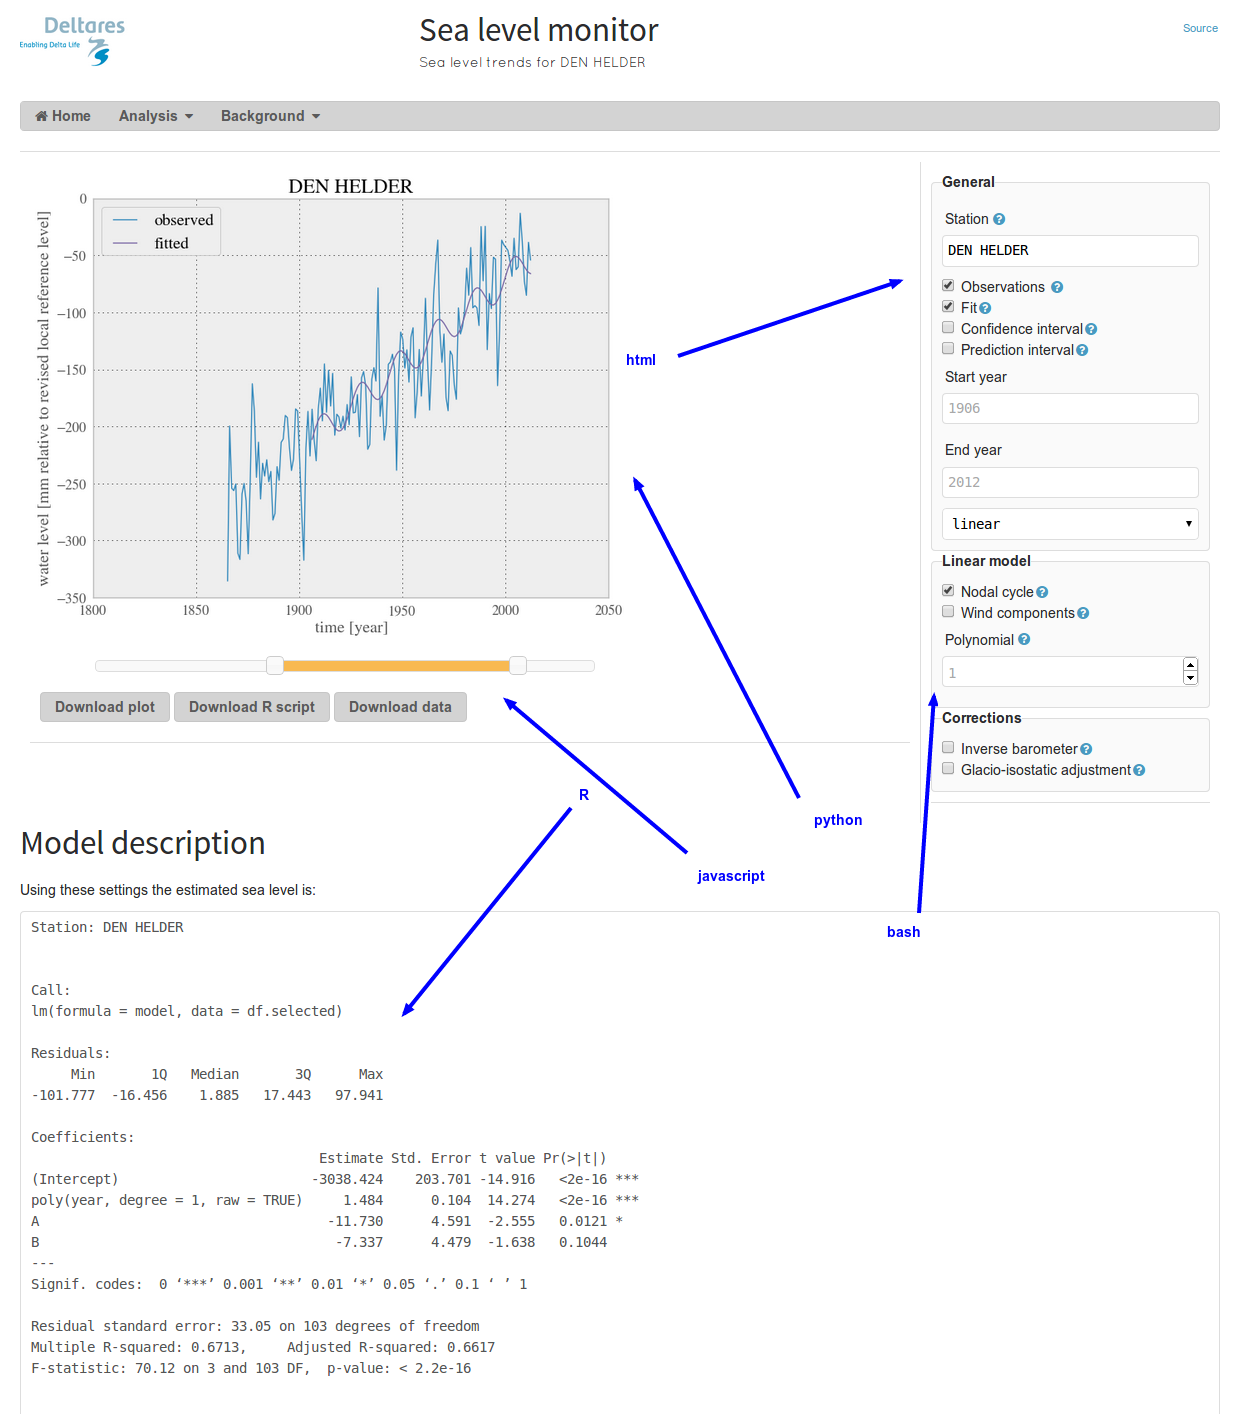 Deltares
Enabling Delta Life
Sea level monitor
Sea level trends for DEN HELDER
Source
Home Analysis Background
DEN HELDER
observed
fitted
water level [mm relative to revised local reference level]
0
−50
−100
−150
−200
−250
−300
−350
1800 1850 1900 1950 2000 2050
time [year]
Download plot Download R script Download data
General
Station ?
DEN HELDER
Observations ?
Fit ?
Confidence interval ?
Prediction interval ?
Start year
1906
End year
2012
linear
Linear model
Nodal cycle ?
Wind components ?
Polynomial ?
1
Corrections
Inverse barometer ?
Glacio-isostatic adjustment ?
html
R
python
javascript
bash
Model description
Using these settings the estimated sea level is:
Station: DEN HELDER
Call:
lm(formula = model, data = df.selected)
Residuals:
Min 1Q Median 3Q Max
-101.777 -16.456 1.885 17.443 97.941
Coefficients:
Estimate Std. Error t value Pr(>|t|)
(Intercept) -3038.424 203.701 -14.916 <2e-16 ***
poly(year, degree = 1, raw = TRUE) 1.484 0.104 14.274 <2e-16 ***
A -11.730 4.591 -2.555 0.0121 *
B -7.337 4.479 -1.638 0.1044
---
Signif. codes: 0 ‘***’ 0.001 ‘**’ 0.01 ‘*’ 0.05 ‘.’ 0.1 ‘ ’ 1
Residual standard error: 33.05 on 103 degrees of freedom
Multiple R-squared: 0.6713, Adjusted R-squared: 0.6617
F-statistic: 70.12 on 3 and 103 DF, p-value: < 2.2e-16